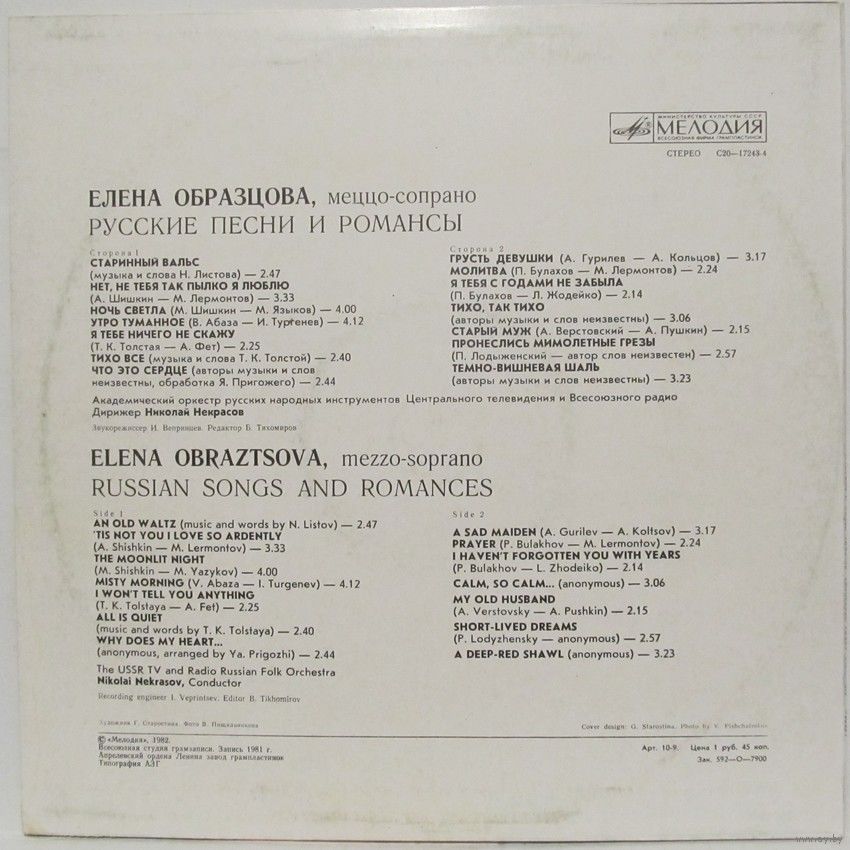 МИНИСТЕРСТВО КУЛЬТУРЫ СССР
МЕЛОДИЯ
ВСЕСОЮЗНАЯ ФИРМА ГРАМПЛАСТИНОК
СТЕРЕО С20—17243-4
ЕЛЕНА ОБРАЗЦОВА, меццо-сопрано
РУССКИЕ ПЕСНИ И РОМАНСЫ
Сторона 1
СТАРИННЫЙ ВАЛЬС
(музыка и слова Н. Листова) — 2.47
НЕТ, НЕ ТЕБЯ ТАК ПЫЛКО Я ЛЮБЛЮ
(А. Шишкин — М. Лермонтов) — 3.33
НОЧЬ СВЕТЛА (М. Шишкин — М. Языков) — 4.00
УТРО ТУМАННОЕ (В. Абаза — И. Тургенев) — 4.12
Я ТЕБЕ НИЧЕГО НЕ СКАЖУ
(Т. К. Толстая — А. Фет) — 2.25
ТИХО ВСЕ (музыка и слова Т. К. Толстой) — 2.40
ЧТО ЭТО СЕРДЦЕ (авторы музыки и слов
неизвестны, обработка Я. Пригожего) — 2.44
Сторона 2
ГРУСТЬ ДЕВУШКИ (А. Гурилев — А. Кольцов) — 3.17
МОЛИТВА (П. Булахов — М. Лермонтов) — 2.24
Я ТЕБЯ С ГОДАМИ НЕ ЗАБЫЛА
(П. Булахов — Л. Жодейко) — 2.14
ТИХО, ТАК ТИХО
(авторы музыки и слов неизвестны) — 3.06
СТАРЫЙ МУЖ (А. Верстовский — А. Пушкин) — 2.15
ПРОНЕСЛИСЬ МИМОЛЕТНЫЕ ГРЕЗЫ
(П. Лодыженский — автор слов неизвестен) — 2.57
ТЕМНО-ВИШНЕВАЯ ШАЛЬ
(авторы музыки и слов неизвестны) — 3.23
Академический оркестр русских народных инструментов Центрального телевидения и Всесоюзного радио
Дирижер Николай Некрасов
Звукорежиссер И. Вепринцев. Редактор Б. Тихомиров
ELENA OBRAZTSOVA, mezzo-soprano
RUSSIAN SONGS AND ROMANCES
Side 1
AN OLD WALTZ (music and words by N. Listov) — 2.47
'TIS NOT YOU I LOVE SO ARDENTLY
(A. Shishkin — M. Lermontov) — 3.33
THE MOONLIT NIGHT
(M. Shishkin — M. Yazykov) — 4.00
MISTY MORNING (V. Abaza — I. Turgenev) — 4.12
I WON'T TELL YOU ANYTHING
(T. K. Tolstaya — A. Fet) — 2.25
ALL IS QUIET
(music and words by T. K. Tolstaya) — 2.40
WHY DOES MY HEART...
(anonymous, arranged by Ya. Prigozhi) — 2.44
Side 2
A SAD MAIDEN (A. Gurilev — A. Koltsov) — 3.17
PRAYER (P. Bulakhov — M. Lermontov) — 2.24
I HAVEN'T FORGOTTEN YOU WITH YEARS
(P. Bulakhov — L. Zhodeiko) — 2.14
CALM, SO CALM... (anonymous) — 3.06
MY OLD HUSBAND
(A. Verstovsky — A. Pushkin) — 2.15
SHORT-LIVED DREAMS
(P. Lodyzhensky — anonymous) — 2.57
A DEEP-RED SHAWL (anonymous) — 3.23
The USSR TV and Radio Russian Folk Orchestra
Nikolai Nekrasov, Conductor
Recording engineer I. Veprintsev. Editor B. Tikhomirov
Художник Г. Старостина. Фото В. Пищальникова
Cover design: G. Starostina. Photo by V. Pishchalnikov
© «Мелодия», 1982.
Всесоюзная студия грамзаписи. Запись 1981 г.
Апрелевский ордена Ленина завод грампластинок
Типография АЗГ
Арт. 10-9. Цена 1 руб. 45 коп.
Зак. 592—О—7900
www.ay.by